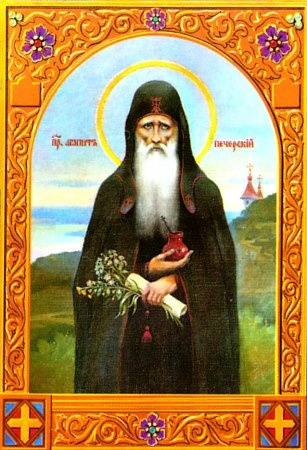 прⷣ. агапитъ печерскій